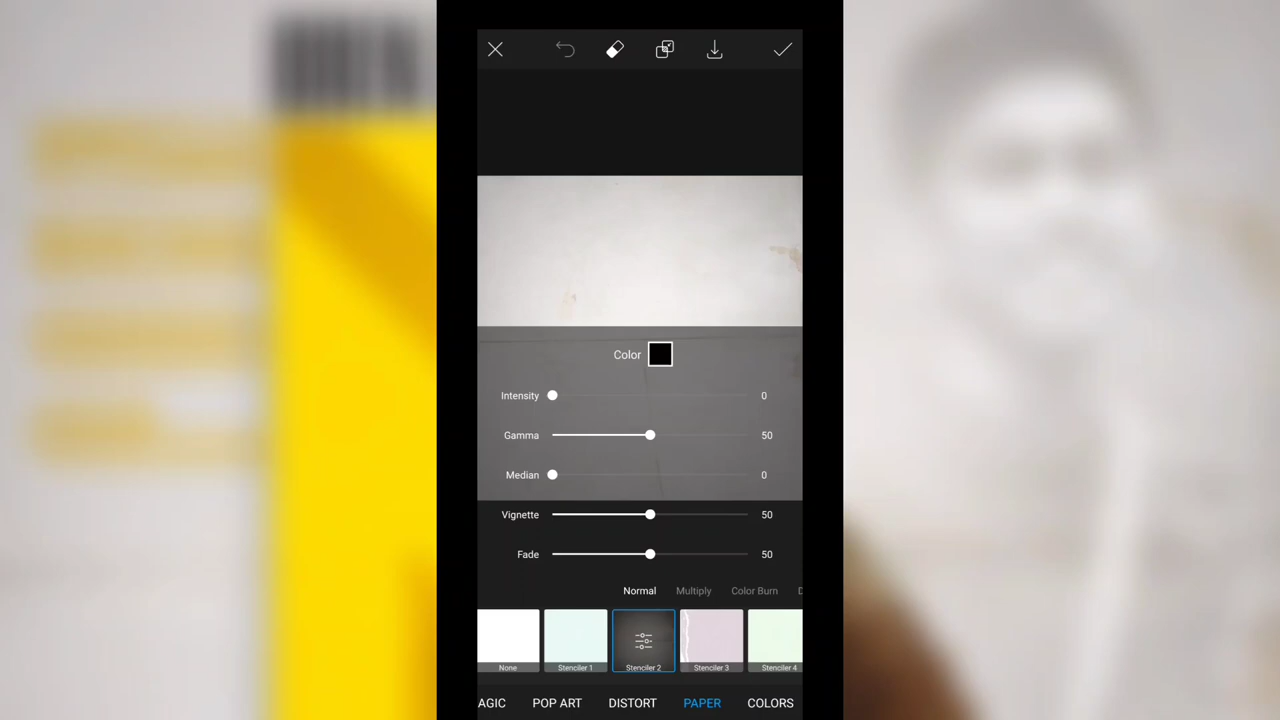 Color
Intensity 0
Gamma 50
Median 0
Vignette 50
Fade 50
Normal Multiply Color Burn D
None Stenciler 1 Stenciler 2 Stenciler 3 Stenciler 4
AGIC POP ART DISTORT PAPER COLORS